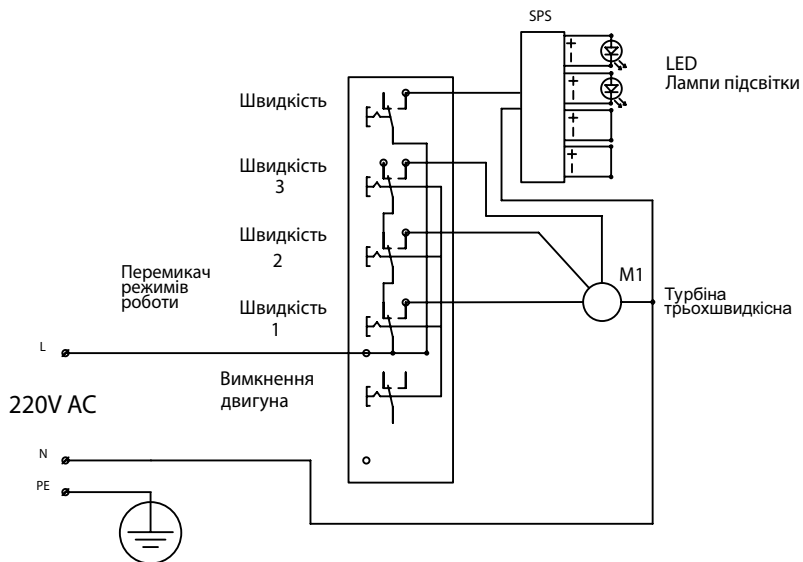 SPS
LED
Лампи підсвітки
Швидкість
Швидкість
3
Швидкість
2
Перемикач
режимів
роботи
Швидкість
1
M1
Турбіна
трьохшвидкісна
L
Вимкнення
двигуна
220V AC
N
PE